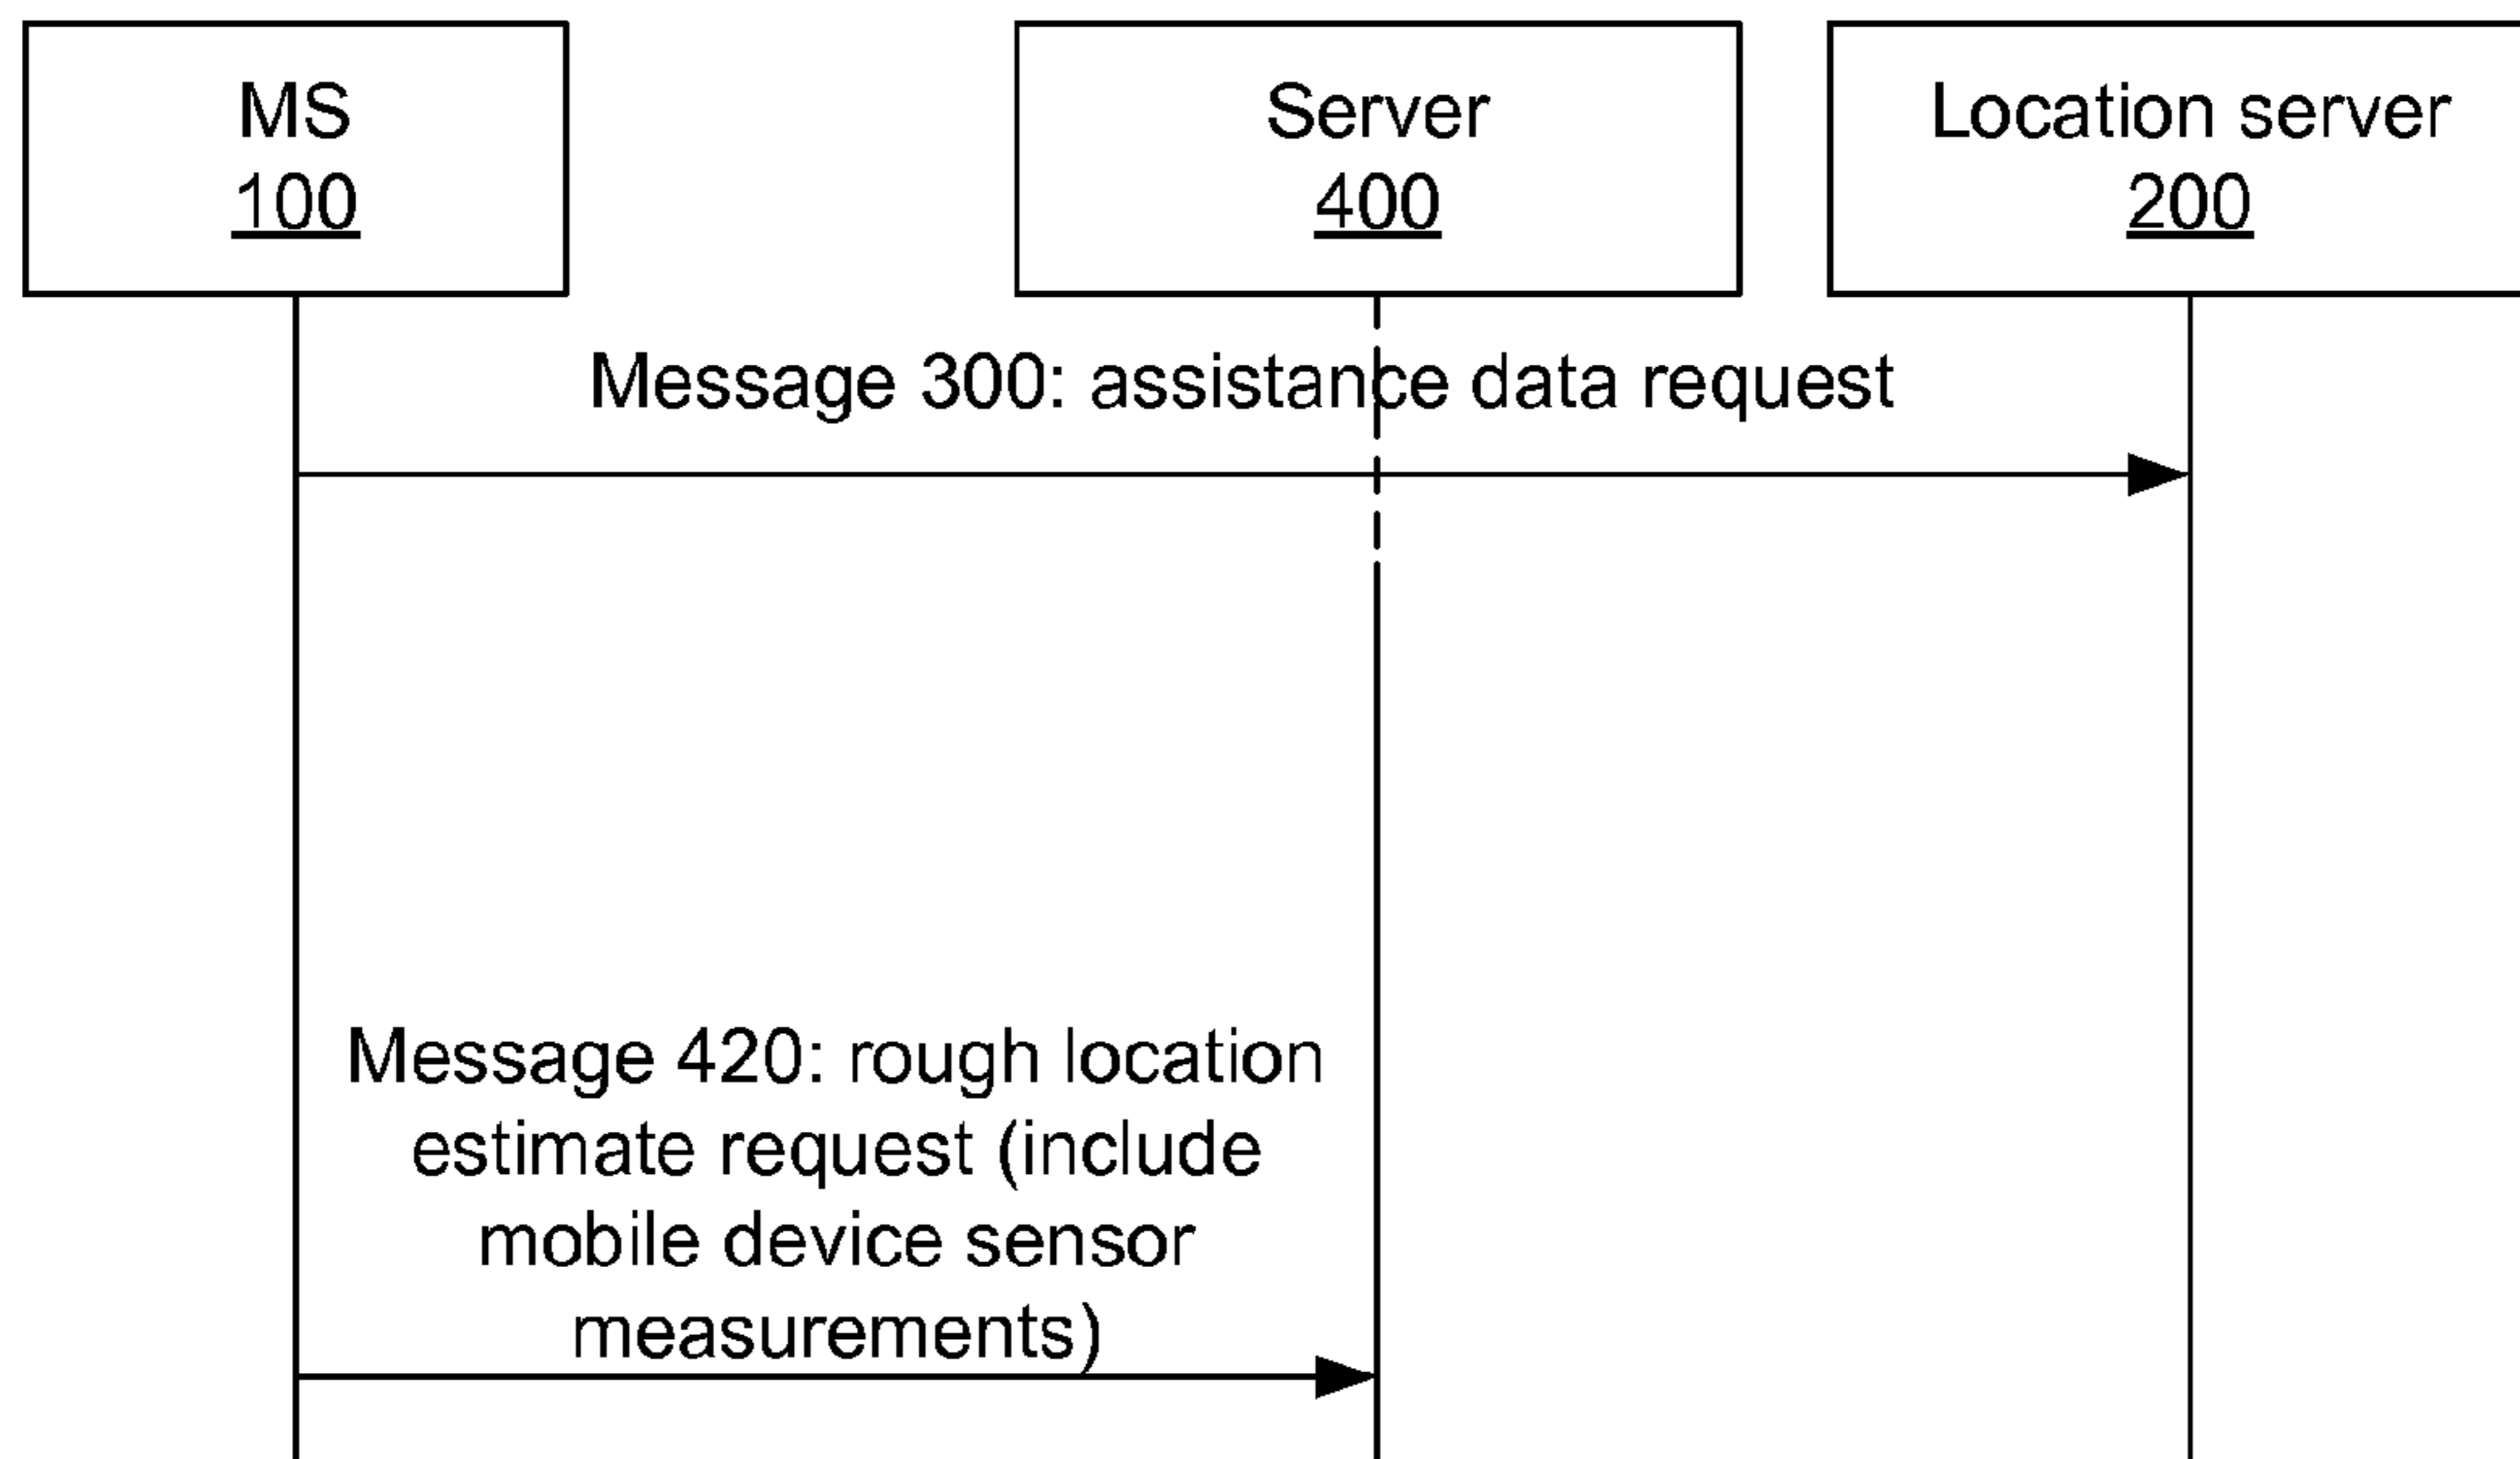 MS
100
Server
400
Location server
200
Message 300: assistance data request
Message 420: rough location
estimate request (include
mobile device sensor
measurements)